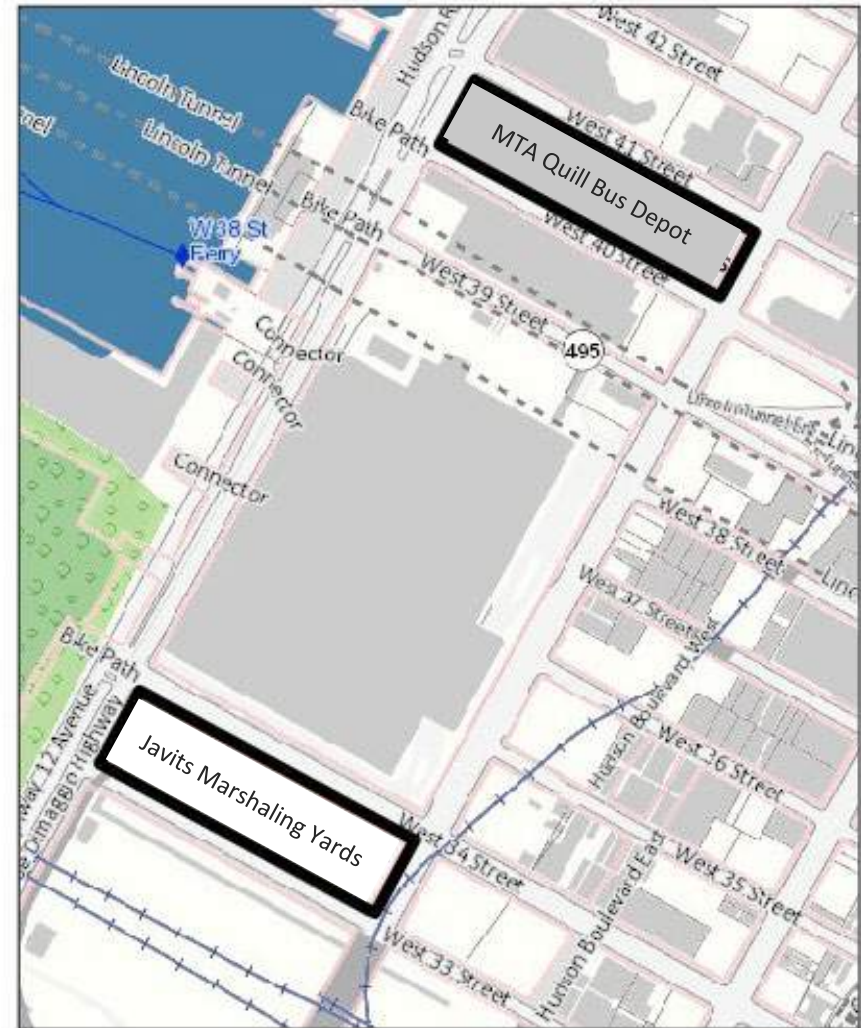 West 42 Street
Hudson R
Lincoln Tunnel
Bike Path
West 41 Street
MTA Quill Bus Depot
nel
Lincoln Tunnel
Bike Path
West 40 Street
W 38 St
Ferry
West 39 Street
495
Connector
Connector
Connector
Lincoln Tunnel
West 38 Street
Linc
West 37 Street
Hudson Boulevard West
Bike Path
12 Avenue
DiMaggio Highway
Javits Marshaling Yards
West 36 Street
West 34 Street
West 35 Street
Hudson Boulevard East
West 33 Street